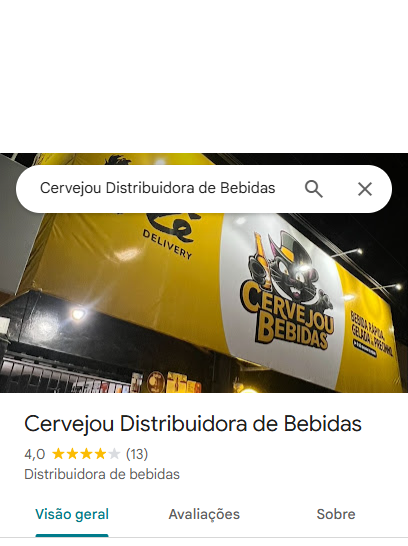 Cervejou Distribuidora de Bebidas
DELIVERY
CERVEJOU
BEBIDAS
BEBIDA RÁPIDA,
GELADA e PRECINHO
Cervejou Distribuidora de Bebidas
4,0 (13)
Distribuidora de bebidas
Visão geral
Avaliações
Sobre